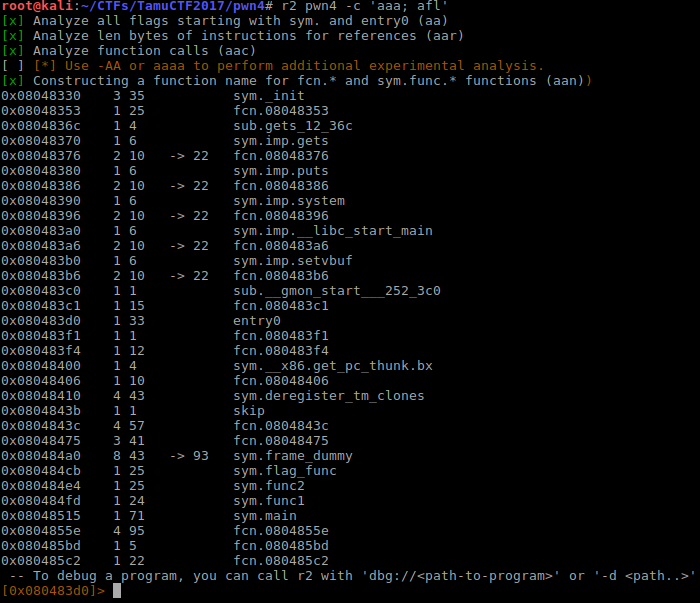 root@kali:~/CTFs/TamuCTF2017/pwn4# r2 pwn4 -c 'aaa; afl'
[x] Analyze all flags starting with sym. and entry0 (aa)
[x] Analyze len bytes of instructions for references (aar)
[x] Analyze function calls (aac)
[ ] [*] Use -AA or aaaa to perform additional experimental analysis.
[x] Constructing a function name for fcn.* and sym.func.* functions (aan))
0x08048330    3 35           sym._init
0x08048353    1 25           fcn.08048353
0x0804836c    1 4            sub.gets_12_36c
0x08048370    1 6            sym.imp.gets
0x08048376    2 10   -> 22   fcn.08048376
0x08048380    1 6            sym.imp.puts
0x08048386    2 10   -> 22   fcn.08048386
0x08048390    1 6            sym.imp.system
0x08048396    2 10   -> 22   fcn.08048396
0x080483a0    1 6            sym.imp.__libc_start_main
0x080483a6    2 10   -> 22   fcn.080483a6
0x080483b0    1 6            sym.imp.setvbuf
0x080483b6    2 10   -> 22   fcn.080483b6
0x080483c0    1 1            sub.__gmon_start___252_3c0
0x080483c1    1 15           fcn.080483c1
0x080483d0    1 33           entry0
0x080483f1    1 1            fcn.080483f1
0x080483f4    1 12           fcn.080483f4
0x08048400    1 4            sym.__x86.get_pc_thunk.bx
0x08048406    1 10           fcn.08048406
0x08048410    4 43           sym.deregister_tm_clones
0x0804843b    1 1            skip
0x0804843c    4 57           fcn.0804843c
0x08048475    3 41           fcn.08048475
0x080484a0    8 43   -> 93   sym.frame_dummy
0x080484cb    1 25           sym.flag_func
0x080484e4    1 25           sym.func2
0x080484fd    1 24           sym.func1
0x08048515    1 71           sym.main
0x0804855e    4 95           fcn.0804855e
0x080485bd    1 5            fcn.080485bd
0x080485c2    1 22           fcn.080485c2
 -- To debug a program, you can call r2 with 'dbg://<path-to-program>' or '-d <path..>'
[0x080483d0]>